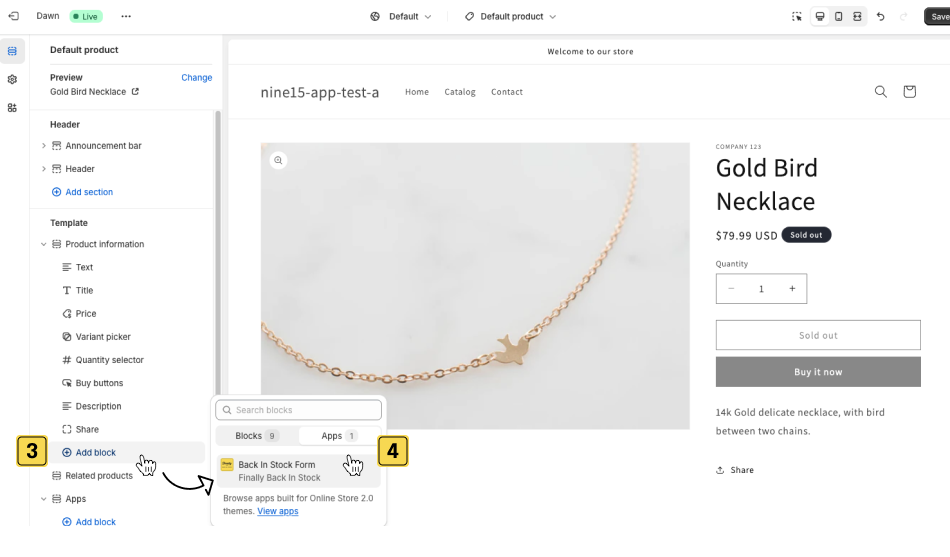 Dawn
Live
Default
Default product
Save
Default product
Preview
Change
Gold Bird Necklace
Header
Announcement bar
Header
Add section
Template
Product information
Text
Title
Price
Variant picker
Quantity selector
Buy buttons
Description
Share
3
Add block
Related products
Apps
Add block
Search blocks
Blocks 9
Apps 1
4
Back In Stock Form
Finally Back In Stock
Browse apps built for Online Store 2.0
themes. View apps
Welcome to our store
nine15-app-test-a
Home
Catalog
Contact
COMPANY 123
Gold Bird
Necklace
$79.99 USD
Sold out
Quantity
1
Sold out
Buy it now
14k Gold delicate necklace, with bird
between two chains.
Share